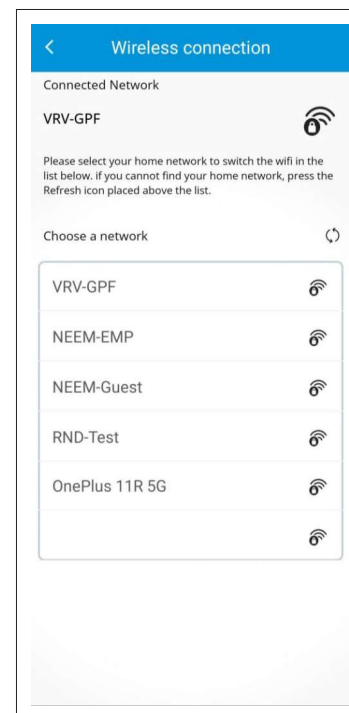 Wireless connection
Connected Network
VRV-GPF
Please select your home network to switch the wifi in the
list below. if you cannot find your home network, press the
Refresh icon placed above the list.
Choose a network
VRV-GPF
NEEM-EMP
NEEM-Guest
RND-Test
OnePlus 11R 5G